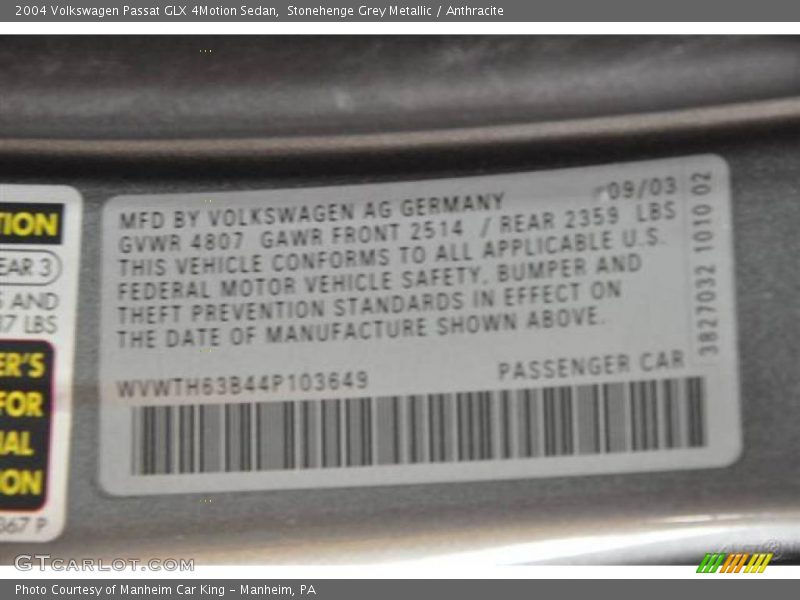 2004 Volkswagen Passat GLX 4Motion Sedan, Stonehenge Grey Metallic / Anthracite
MFD BY VOLKSWAGEN AG GERMANY 09/03
GVWR 4807 GAWR FRONT 2514 / REAR 2359 LBS
THIS VEHICLE CONFORMS TO ALL APPLICABLE U.S.
FEDERAL MOTOR VEHICLE SAFETY, BUMPER AND
THEFT PREVENTION STANDARDS IN EFFECT ON
THE DATE OF MANUFACTURE SHOWN ABOVE.
WVWTH63B44P103649 PASSENGER CAR
3827032 1010 02
TION
EAR 3
S AND
17 LBS
ER'S
FOR
IAL
ION
367 P
GTCARLOT.COM
Photo Courtesy of Manheim Car King - Manheim, PA